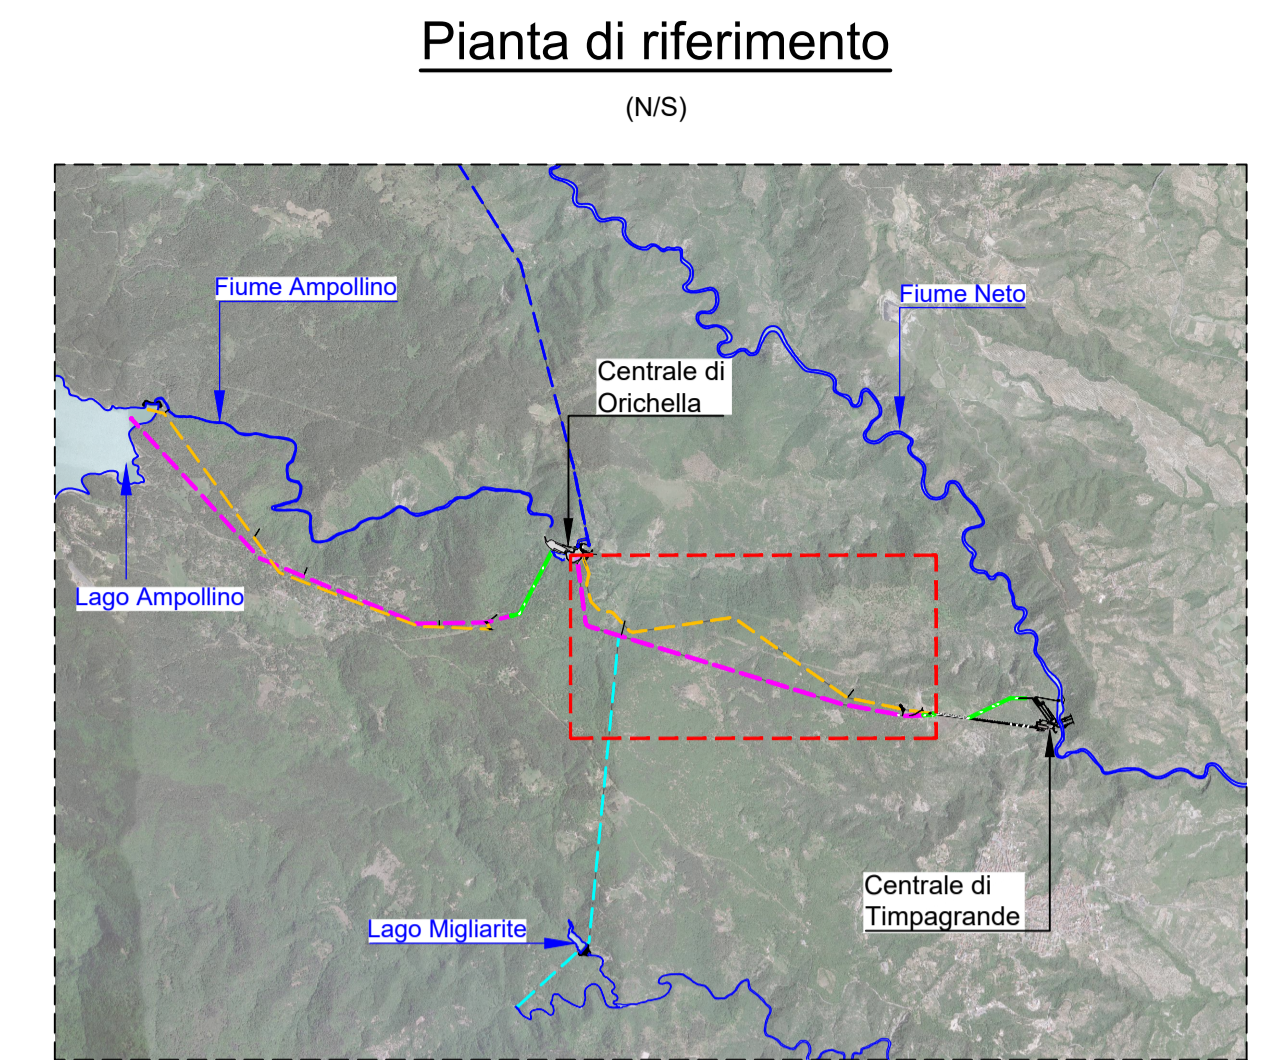 Pianta di riferimento
(N/S)
Fiume Ampollino
Fiume Neto
Centrale di
Orichella
Lago Ampollino
Centrale di
Timpagrande
Lago Migliarite